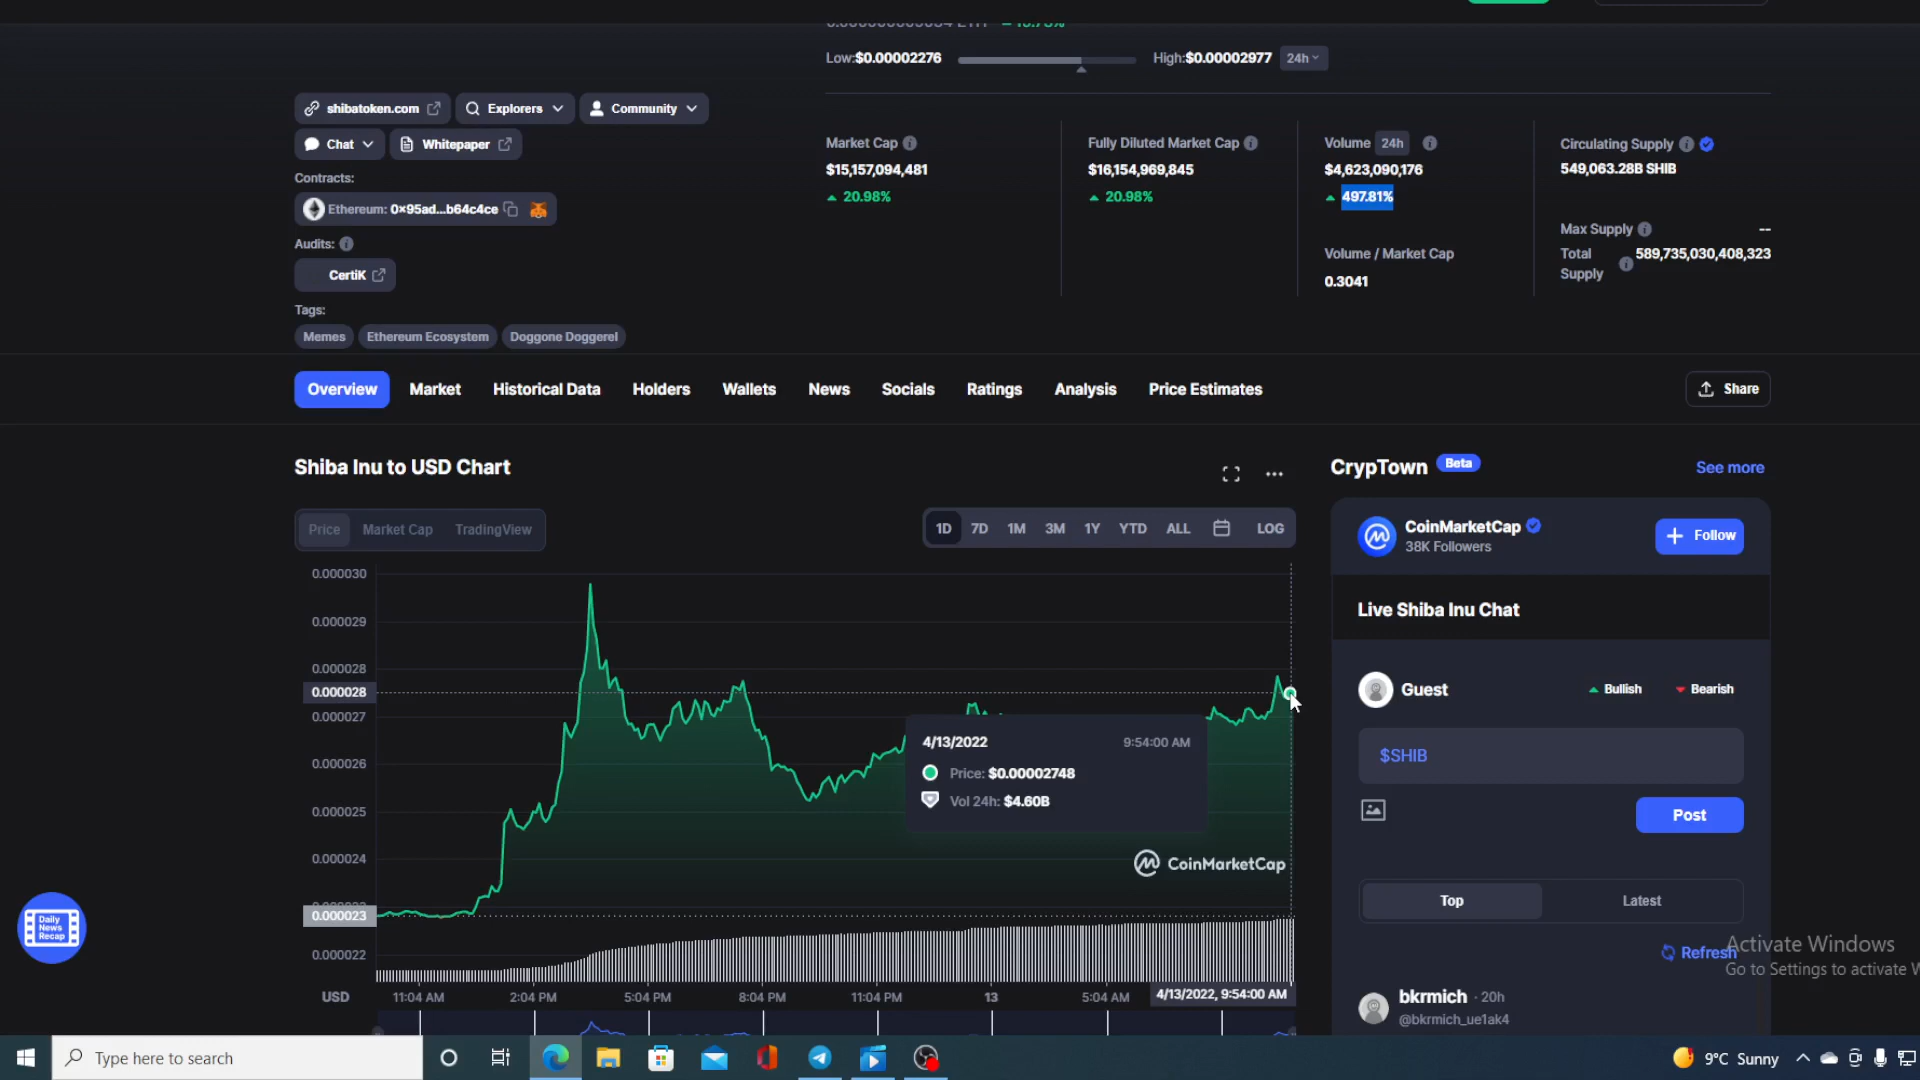 Low:$0.00002276
High:$0.00002977
24h
shibatoken.com
Explorers
Community
Chat
Whitepaper
Contracts:
Ethereum: 0x95ad...b64c4ce
Audits:
CertiK
Tags:
Memes
Ethereum Ecosystem
Doggone Doggerel
Market Cap
$15,157,094,481
20.98%
Fully Diluted Market Cap
$16,154,969,845
20.98%
Volume 24h
$4,623,090,176
497.81%
Volume / Market Cap
0.3041
Circulating Supply
549,063.28B SHIB
Max Supply --
Total Supply 589,735,030,408,323
Overview
Market
Historical Data
Holders
Wallets
News
Socials
Ratings
Analysis
Price Estimates
Share
Shiba Inu to USD Chart
Price
Market Cap
TradingView
1D
7D
1M
3M
1Y
YTD
ALL
LOG
0.000030
0.000029
0.000028
0.000028
0.000027
0.000026
0.000025
0.000024
0.000023
0.000022
4/13/2022
9:54:00 AM
Price: $0.00002748
Vol 24h: $4.60B
CoinMarketCap
USD
11:04 AM
2:04 PM
5:04 PM
8:04 PM
11:04 PM
13
5:04 AM
4/13/2022, 9:54:00 AM
CrypTown Beta
See more
CoinMarketCap
38K Followers
Follow
Live Shiba Inu Chat
Guest
Bullish
Bearish
$SHIB
Post
Top
Latest
Refresh
bkrmich · 20h
@bkrmich_ue1ak4
Daily
News
Recap
Activate Windows
Go to Settings to activate W
Type here to search
9°C Sunny